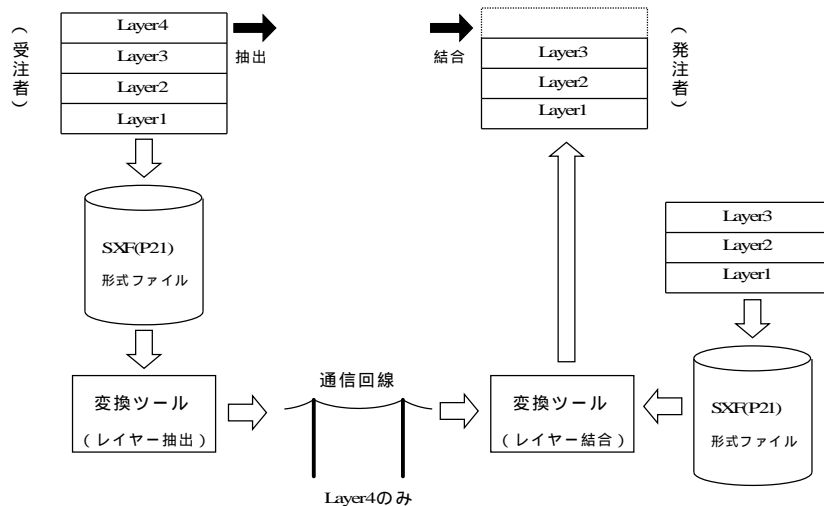 （受注者）
Layer4
Layer3
Layer2
Layer1
抽出
結合
Layer3
Layer2
Layer1
（発注者）
SXF(P21)
形式ファイル
Layer3
Layer2
Layer1
変換ツール
（レイヤー抽出）
通信回線
Layer4のみ
変換ツール
（レイヤー結合）
SXF(P21)
形式ファイル